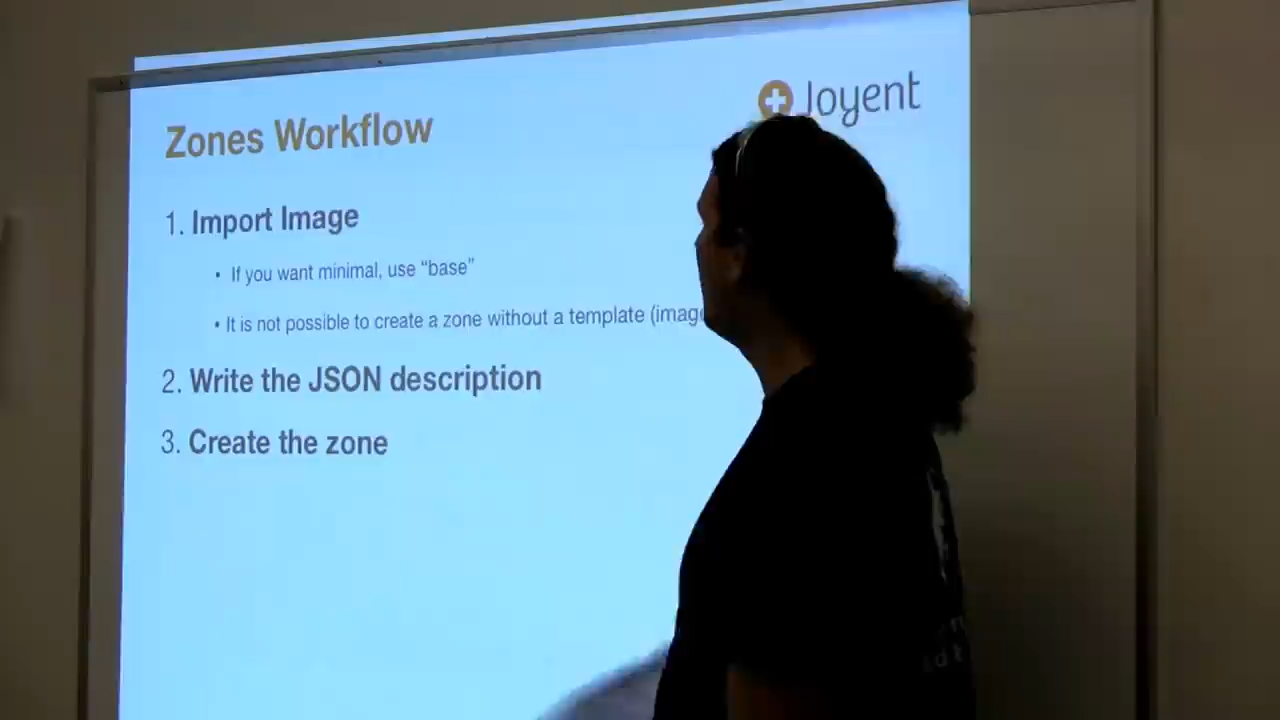 Joyent
Zones Workflow
1. Import Image
• If you want minimal, use “base”
• It is not possible to create a zone without a template
2. Write the JSON description
3. Create the zone